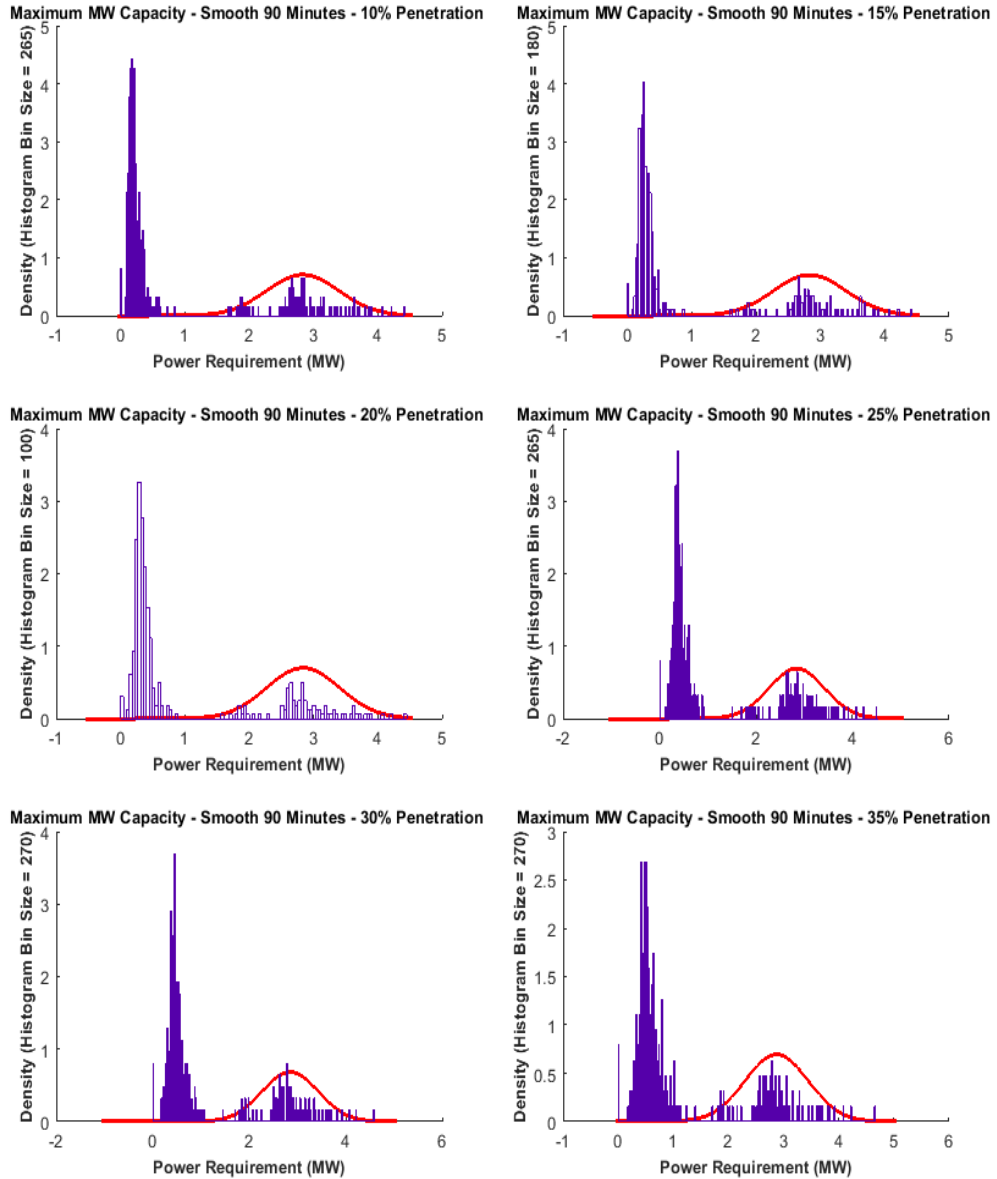 Maximum MW Capacity - Smooth 90 Minutes - 10% Penetration
Density (Histogram Bin Size = 265)
5
4
3
2
1
0
-1 0 1 2 3 4 5
Power Requirement (MW)
Maximum MW Capacity - Smooth 90 Minutes - 15% Penetration
Density (Histogram Bin Size = 180)
5
4
3
2
1
0
-1 0 1 2 3 4 5
Power Requirement (MW)
Maximum MW Capacity - Smooth 90 Minutes - 20% Penetration
Density (Histogram Bin Size = 100)
4
3
2
1
0
-1 0 1 2 3 4 5
Power Requirement (MW)
Maximum MW Capacity - Smooth 90 Minutes - 25% Penetration
Density (Histogram Bin Size = 265)
4
3
2
1
0
-2 0 2 4 6
Power Requirement (MW)
Maximum MW Capacity - Smooth 90 Minutes - 30% Penetration
Density (Histogram Bin Size = 270)
4
3
2
1
0
-2 0 2 4 6
Power Requirement (MW)
Maximum MW Capacity - Smooth 90 Minutes - 35% Penetration
Density (Histogram Bin Size = 270)
3
2.5
2
1.5
1
0.5
0
-1 0 1 2 3 4 5 6
Power Requirement (MW)